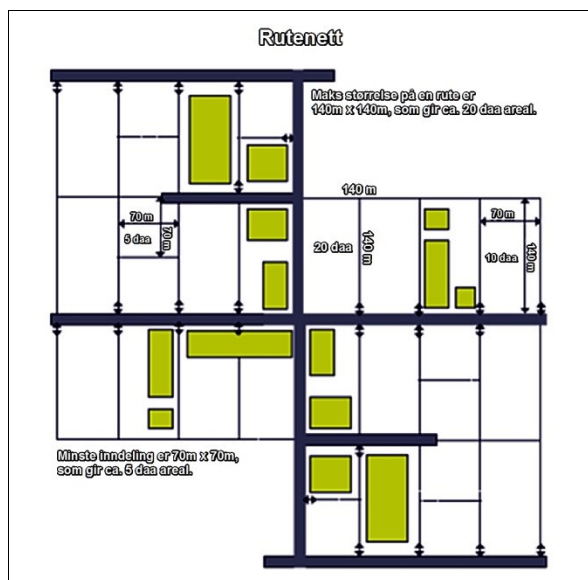 Rutenett
Maks størrelse på en rute er
140m x 140m, som gir ca. 20 daa areal.
140 m
70 m
5 daa
70 m
20 daa
140 m
70 m
10 daa
140 m
Minste inndeling er 70m x 70m,
som gir ca. 5 daa areal.